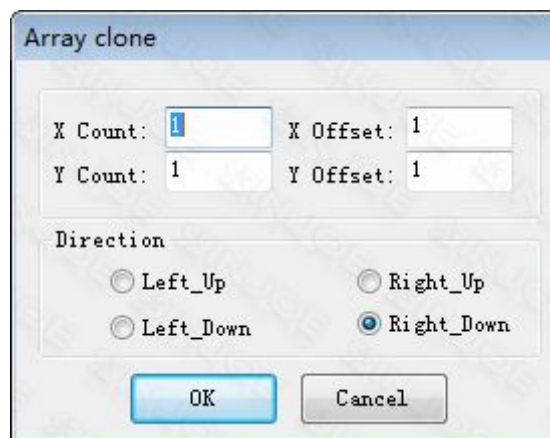 Array clone
X Count: 1 X Offset: 1
Y Count: 1 Y Offset: 1
Direction
Left_Up Right_Up
Left_Down Right_Down
OK Cancel